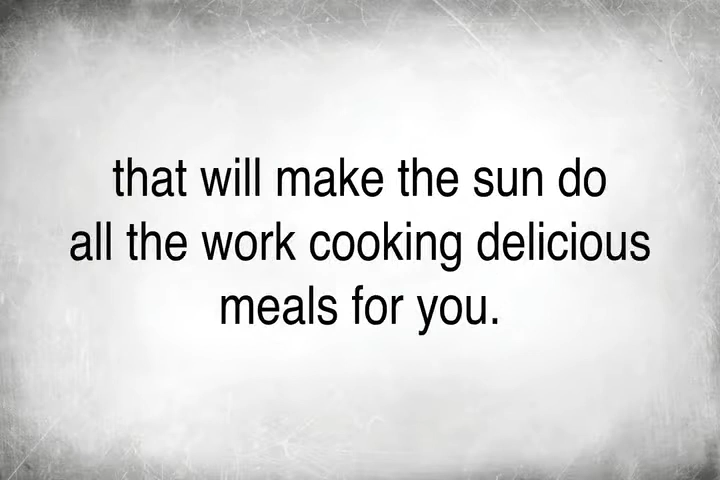 that will make the sun do
all the work cooking delicious
meals for you.